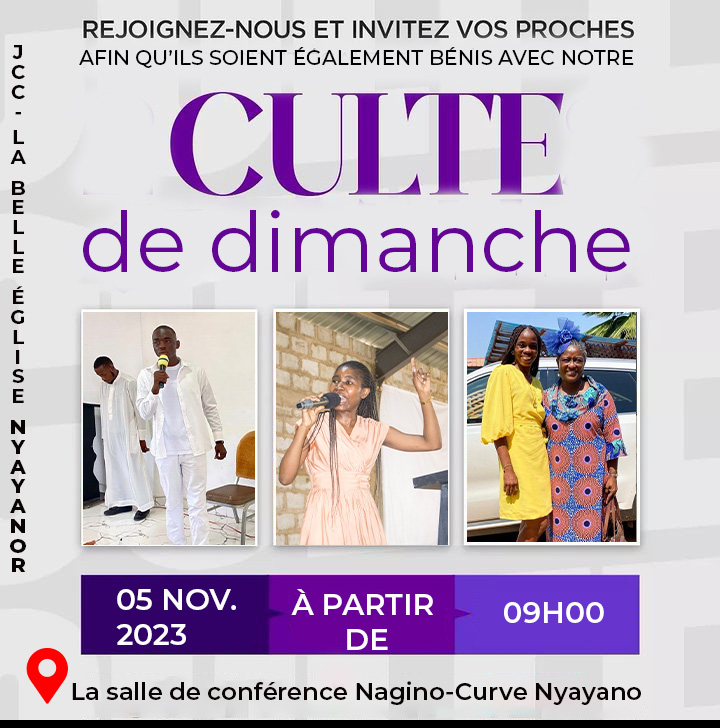 REJOIGNEZ-NOUS ET INVITEZ VOS PROCHES
AFIN QU'ILS SOIENT ÉGALEMENT BÉNIS AVEC NOTRE
CULTE
de dimanche
JCC - LA BELLE ÉGLISE NYAYANOR
05 NOV.
2023
À PARTIR
DE
09H00
La salle de conférence Nagino-Curve Nyayano